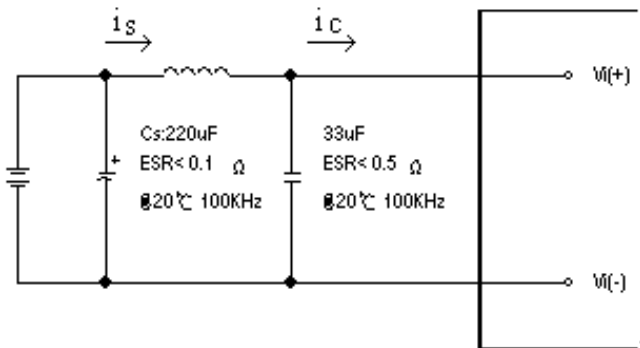 is
ic
Vi(+)
Cs:220uF
ESR<0.1 Ω
@20℃ 100KHz
33uF
ESR<0.5 Ω
@20℃ 100KHz
+
Vi(-)